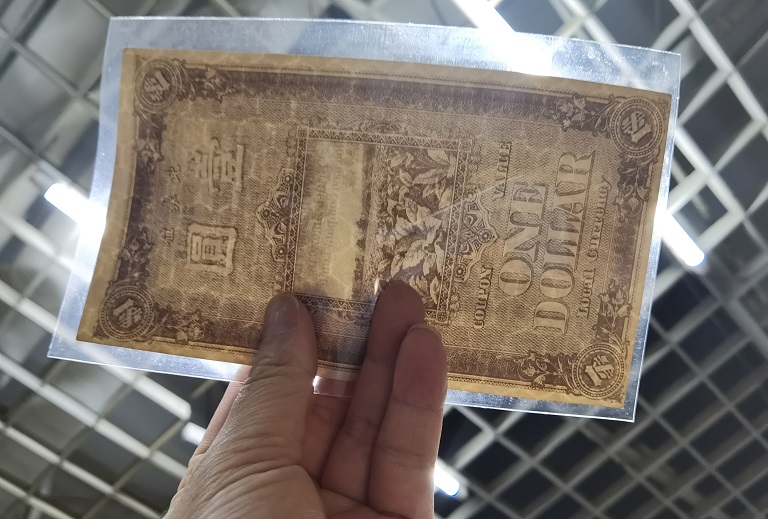 COUPON VALUE
ONE
DOLLAR
LOCAL CURRENCY
壹
圓